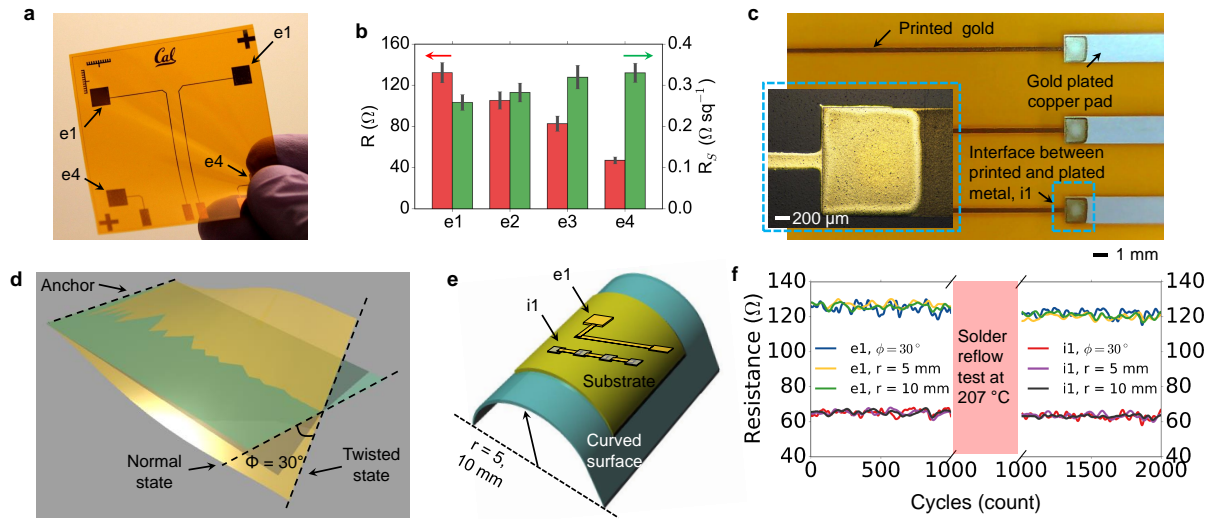 a
Cal
e1
e1
e4
e4
b
160
120
80
40
0
R (Ω)
0.4
0.3
0.2
0.1
0.0
R_S (Ω sq⁻¹)
e1 e2 e3 e4
c
Printed gold
Gold plated
copper pad
Interface between
printed and plated
metal, i1
200 µm
1 mm
d
Anchor
Normal
state
Φ = 30°
Twisted
state
e
e1
i1
Substrate
Curved
surface
r = 5,
10 mm
f
140
120
100
80
60
40
Resistance (Ω)
e1, ϕ = 30°
e1, r = 5 mm
e1, r = 10 mm
Solder
reflow
test at
207 °C
i1, ϕ = 30°
i1, r = 5 mm
i1, r = 10 mm
140
120
100
80
60
40
0 500 1000 1000 1500 2000
Cycles (count)